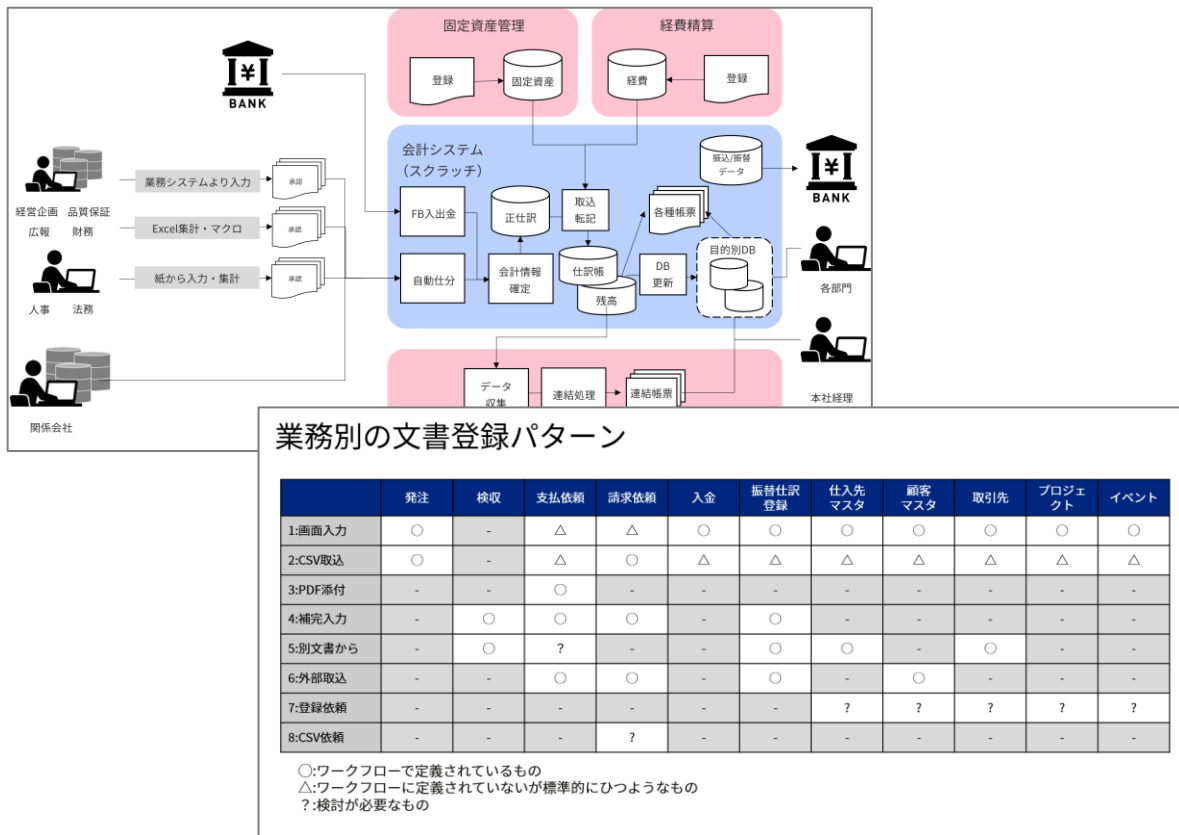 固定資産管理
経費精算
登録
固定資産
経費
登録
¥
BANK
会計システム
(スクラッチ)
振込/振替
データ
¥
BANK
業務システムより入力
承認
経営企画 品質保証
広報 財務
Excel集計・マクロ
承認
紙から入力・集計
承認
人事 法務
関係会社
FB入出金
正仕訳
取込
転記
各種帳票
自動仕分
会計情報
確定
仕訳帳
残高
DB
更新
目的別DB
各部門
本社経理
データ
収集
連結処理
連結帳票
業務別の文書登録パターン
発注 検収 支払依頼 請求依頼 入金 振替仕訳登録 仕入先マスタ 顧客マスタ 取引先 プロジェクト イベント
1:画面入力 ○ - △ △ ○ ○ ○ ○ ○ ○ ○
2:CSV取込 ○ - △ ○ △ △ △ △ △ △ △
3:PDF添付 - - ○ - - - - - - - -
4:補完入力 - ○ ○ ○ - ○ - - - - -
5:別文書から - ○ ? - - ○ ○ - ○ - -
6:外部取込 - - ○ ○ - ○ - ○ - - -
7:登録依頼 - - - - - - ? ? ? ? ?
8:CSV依頼 - - - ? - - - - - - -
○:ワークフローで定義されているもの
△:ワークフローに定義されていないが標準的にひつようなもの
?:検討が必要なもの